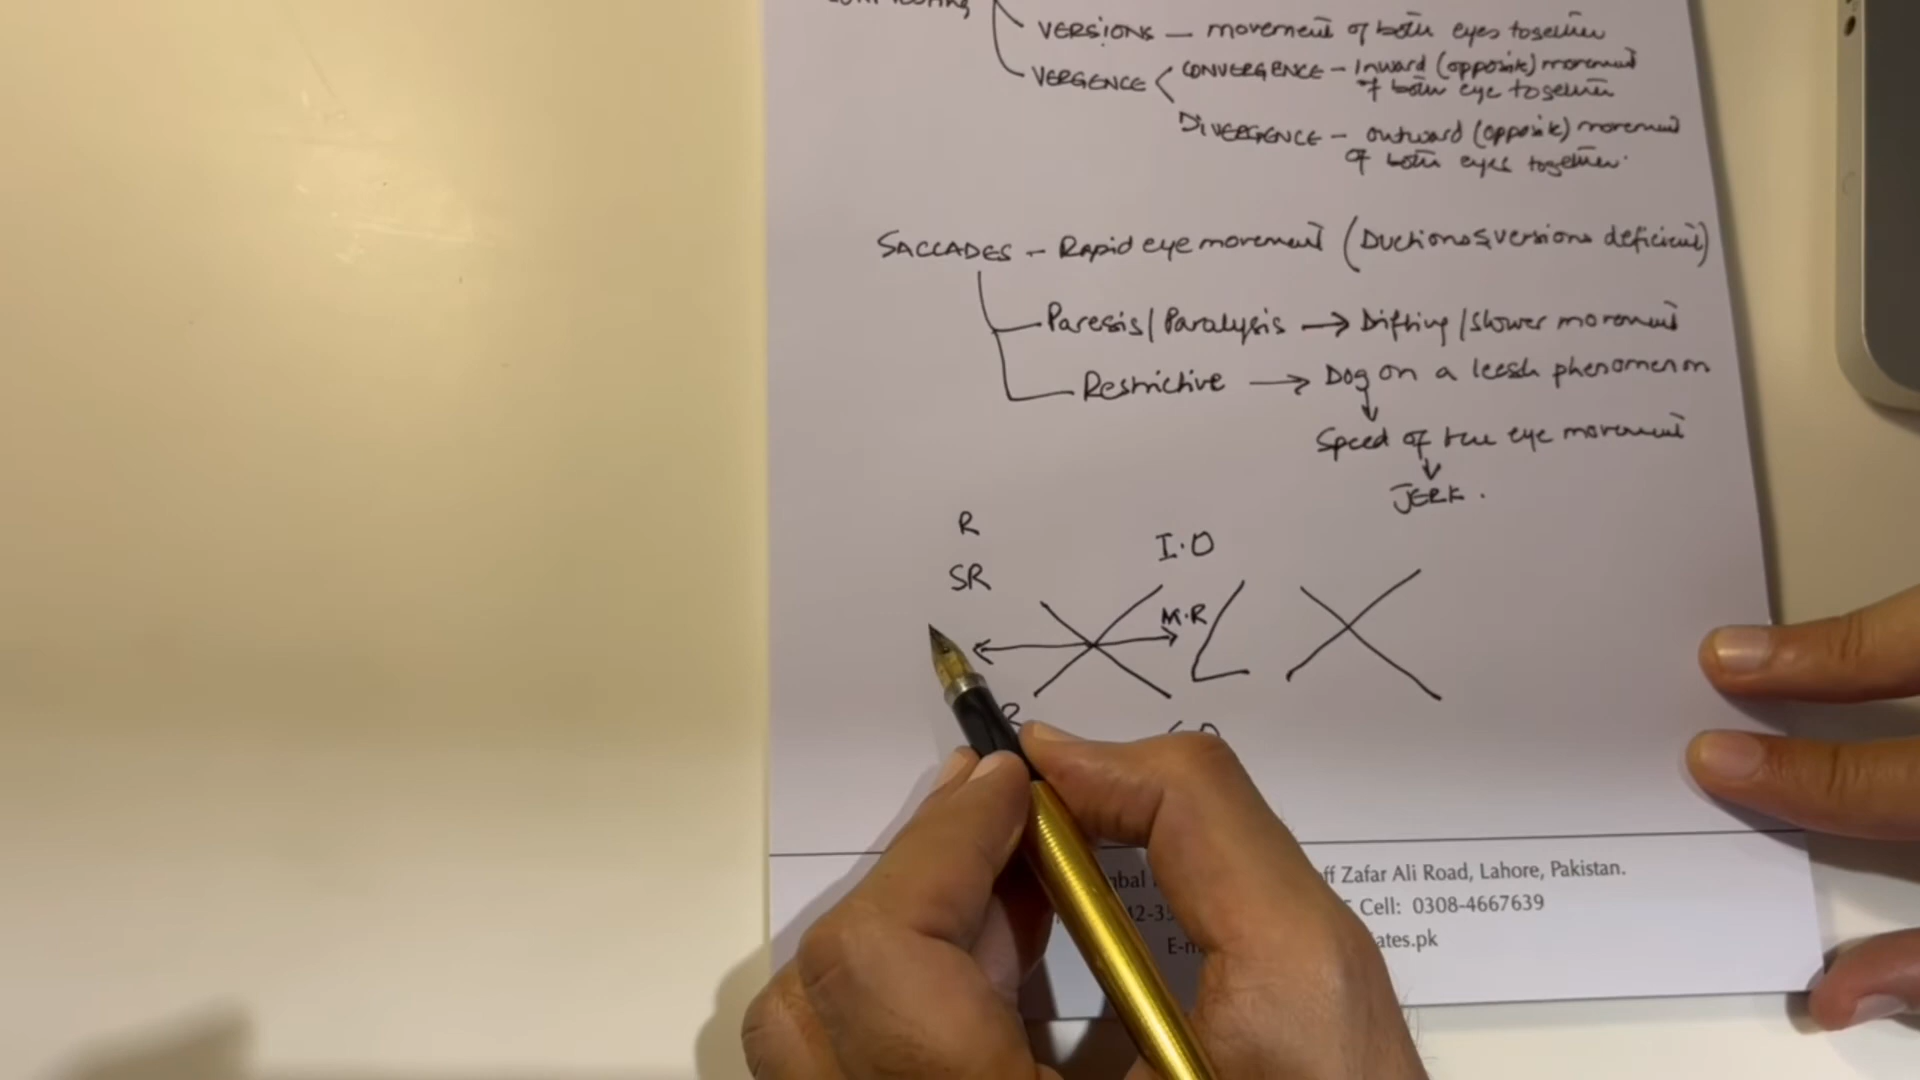 VERSIONS — movement of both eyes together
VERGENCE
CONVERGENCE - Inward (opposite) movement
of both eye together
DIVERGENCE - outward (opposite) movement
of both eyes together.
SACCADES - Rapid eye movement (Ductions & versions deficient)
Paresis/Paralysis → Drifting/slower movement
Restrictive → Dog on a leesh phenomenon
↓
Speed of the eye movement
↓
JERK.
R
I.O
SR
M.R
L
R
ff Zafar Ali Road, Lahore, Pakistan.
Cell: 0308-4667639
ates.pk